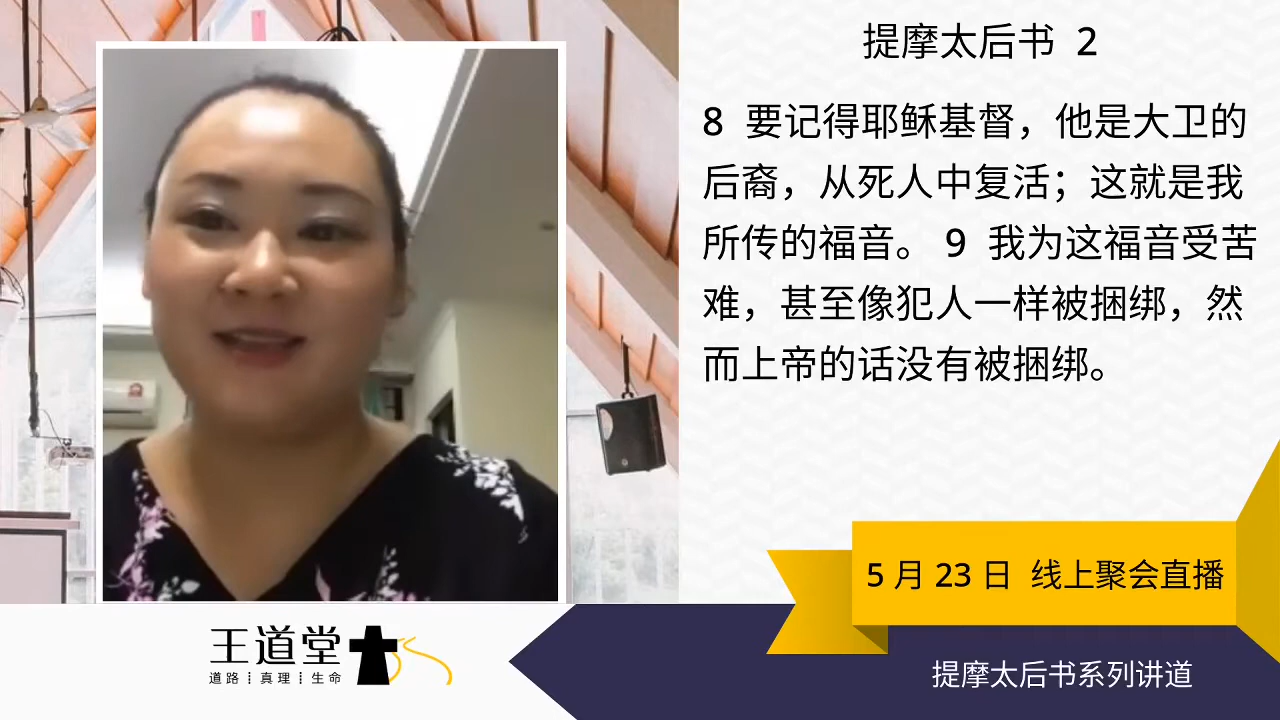 提摩太后书 2
8 要记得耶稣基督，他是大卫的
后裔，从死人中复活；这就是我
所传的福音。 9 我为这福音受苦
难，甚至像犯人一样被捆绑，然
而上帝的话没有被捆绑。
5 月 23 日 线上聚会直播
王道堂
道路┊真理┊生命
提摩太后书系列讲道